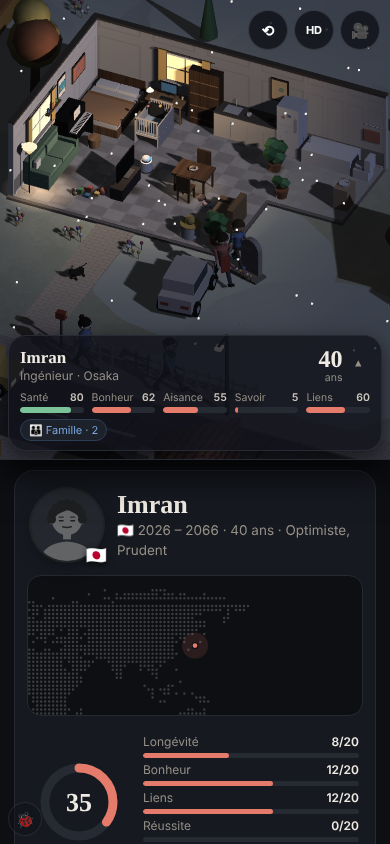 HD
Imran
Ingénieur · Osaka
40
ans
Santé 80 Bonheur 62 Aisance 55 Savoir 5 Liens 60
Famille · 2
Imran
2026 – 2066 · 40 ans · Optimiste,
Prudent
Longévité 8/20
Bonheur 12/20
Liens 12/20
Réussite 0/20
35